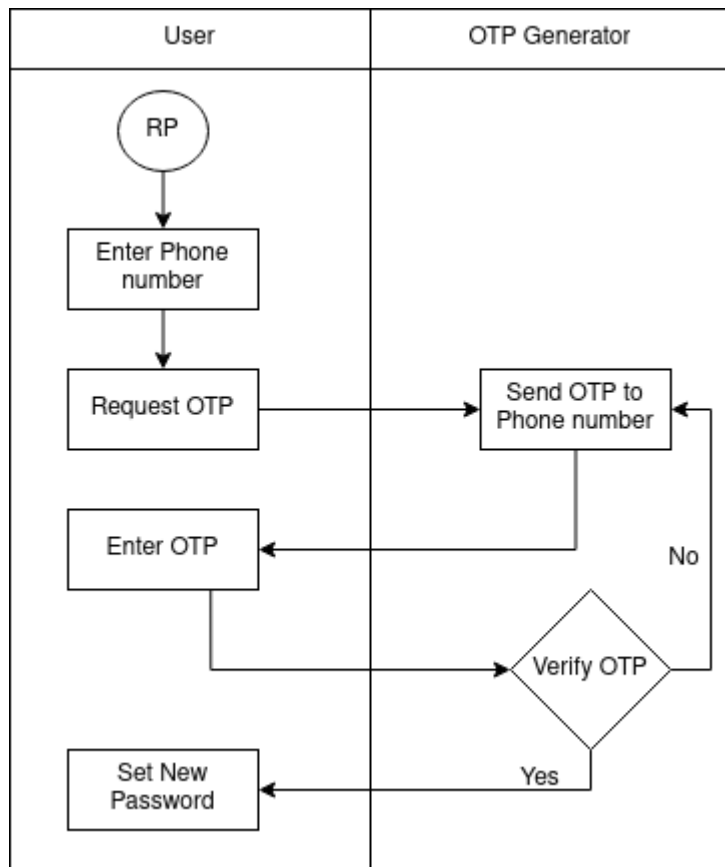 User
OTP Generator
RP
Enter Phone
number
Request OTP
Send OTP to
Phone number
Enter OTP
No
Verify OTP
Yes
Set New
Password